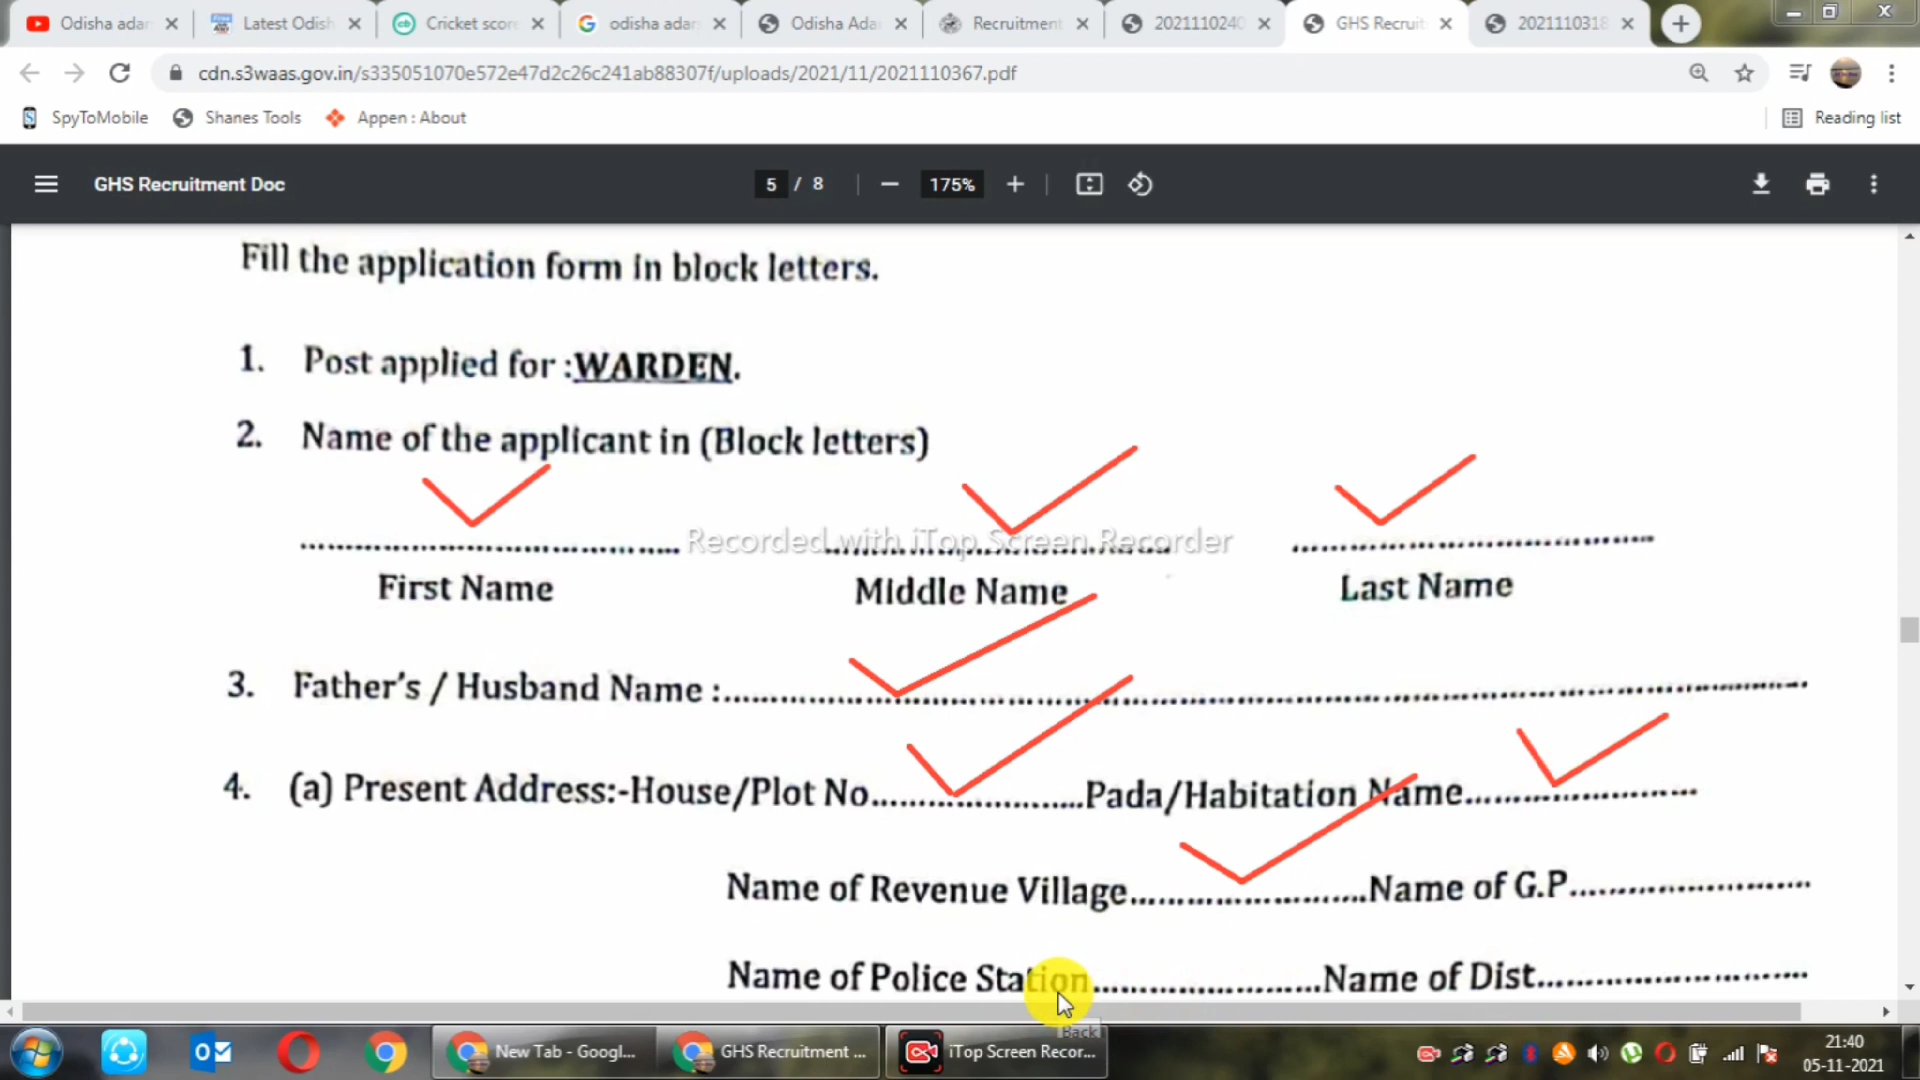 Odisha adar
Latest Odish
Cricket score
odisha adar
Odisha Ada
Recruitment
2021110240
GHS Recruit
2021110318
cdn.s3waas.gov.in/s335051070e572e47d2c26c241ab88307f/uploads/2021/11/2021110367.pdf
SpyToMobile
Shanes Tools
Appen : About
Reading list
GHS Recruitment Doc
5 / 8
175%
Fill the application form in block letters.
1. Post applied for :WARDEN.
2. Name of the applicant in (Block letters)
Recorded with iTop Screen Recorder
First Name Middle Name Last Name
3. Father's / Husband Name :
4. (a) Present Address:-House/Plot No. Pada/Habitation Name
Name of Revenue Village Name of G.P
Name of Police Station Name of Dist
Back
New Tab - Googl...
GHS Recruitment ...
iTop Screen Recor...
21:40
05-11-2021